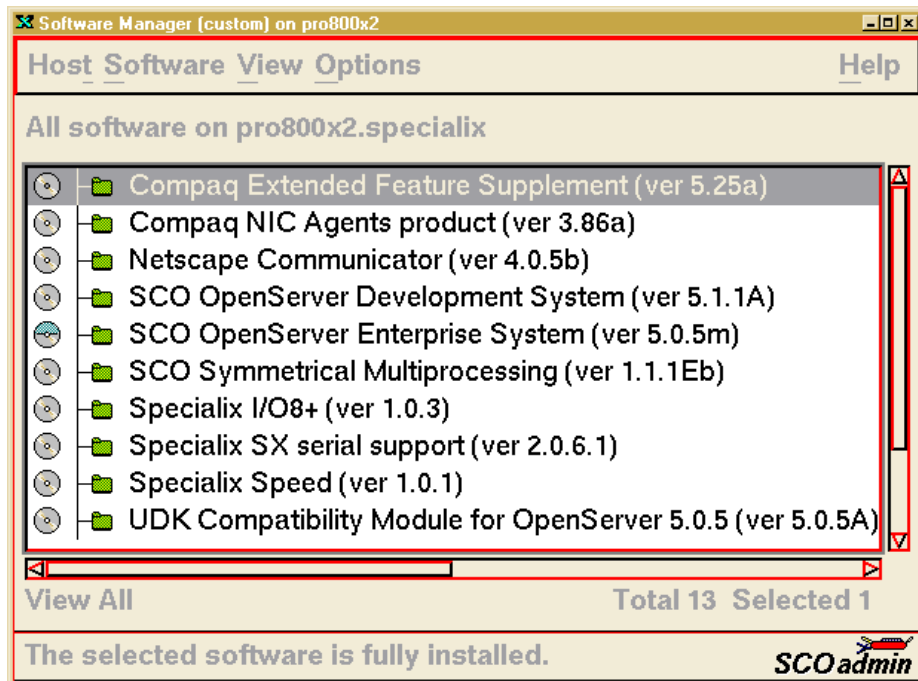 Software Manager (custom) on pro800x2
Host Software View Options Help
All software on pro800x2.specialix
Compaq Extended Feature Supplement (ver 5.25a)
Compaq NIC Agents product (ver 3.86a)
Netscape Communicator (ver 4.0.5b)
SCO OpenServer Development System (ver 5.1.1A)
SCO OpenServer Enterprise System (ver 5.0.5m)
SCO Symmetrical Multiprocessing (ver 1.1.1Eb)
Specialix I/O8+ (ver 1.0.3)
Specialix SX serial support (ver 2.0.6.1)
Specialix Speed (ver 1.0.1)
UDK Compatibility Module for OpenServer 5.0.5 (ver 5.0.5A)
View All Total 13 Selected 1
The selected software is fully installed.
SCOadmin